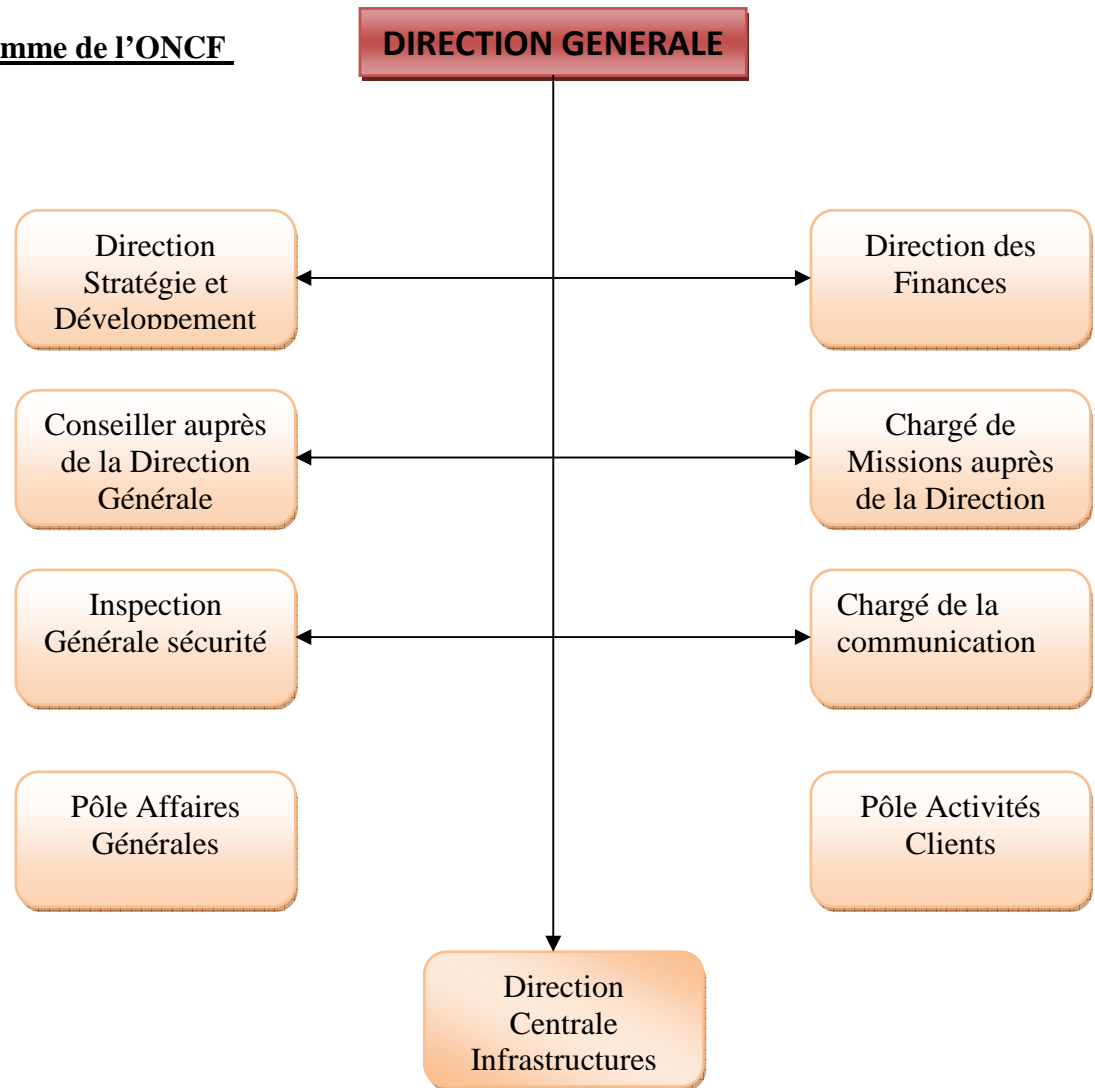 mme de l'ONCF
DIRECTION GENERALE
Direction
Stratégie et
Développement
Direction des
Finances
Conseiller auprès
de la Direction
Générale
Chargé de
Missions auprès
de la Direction
Inspection
Générale sécurité
Chargé de la
communication
Pôle Affaires
Générales
Pôle Activités
Clients
Direction
Centrale
Infrastructures